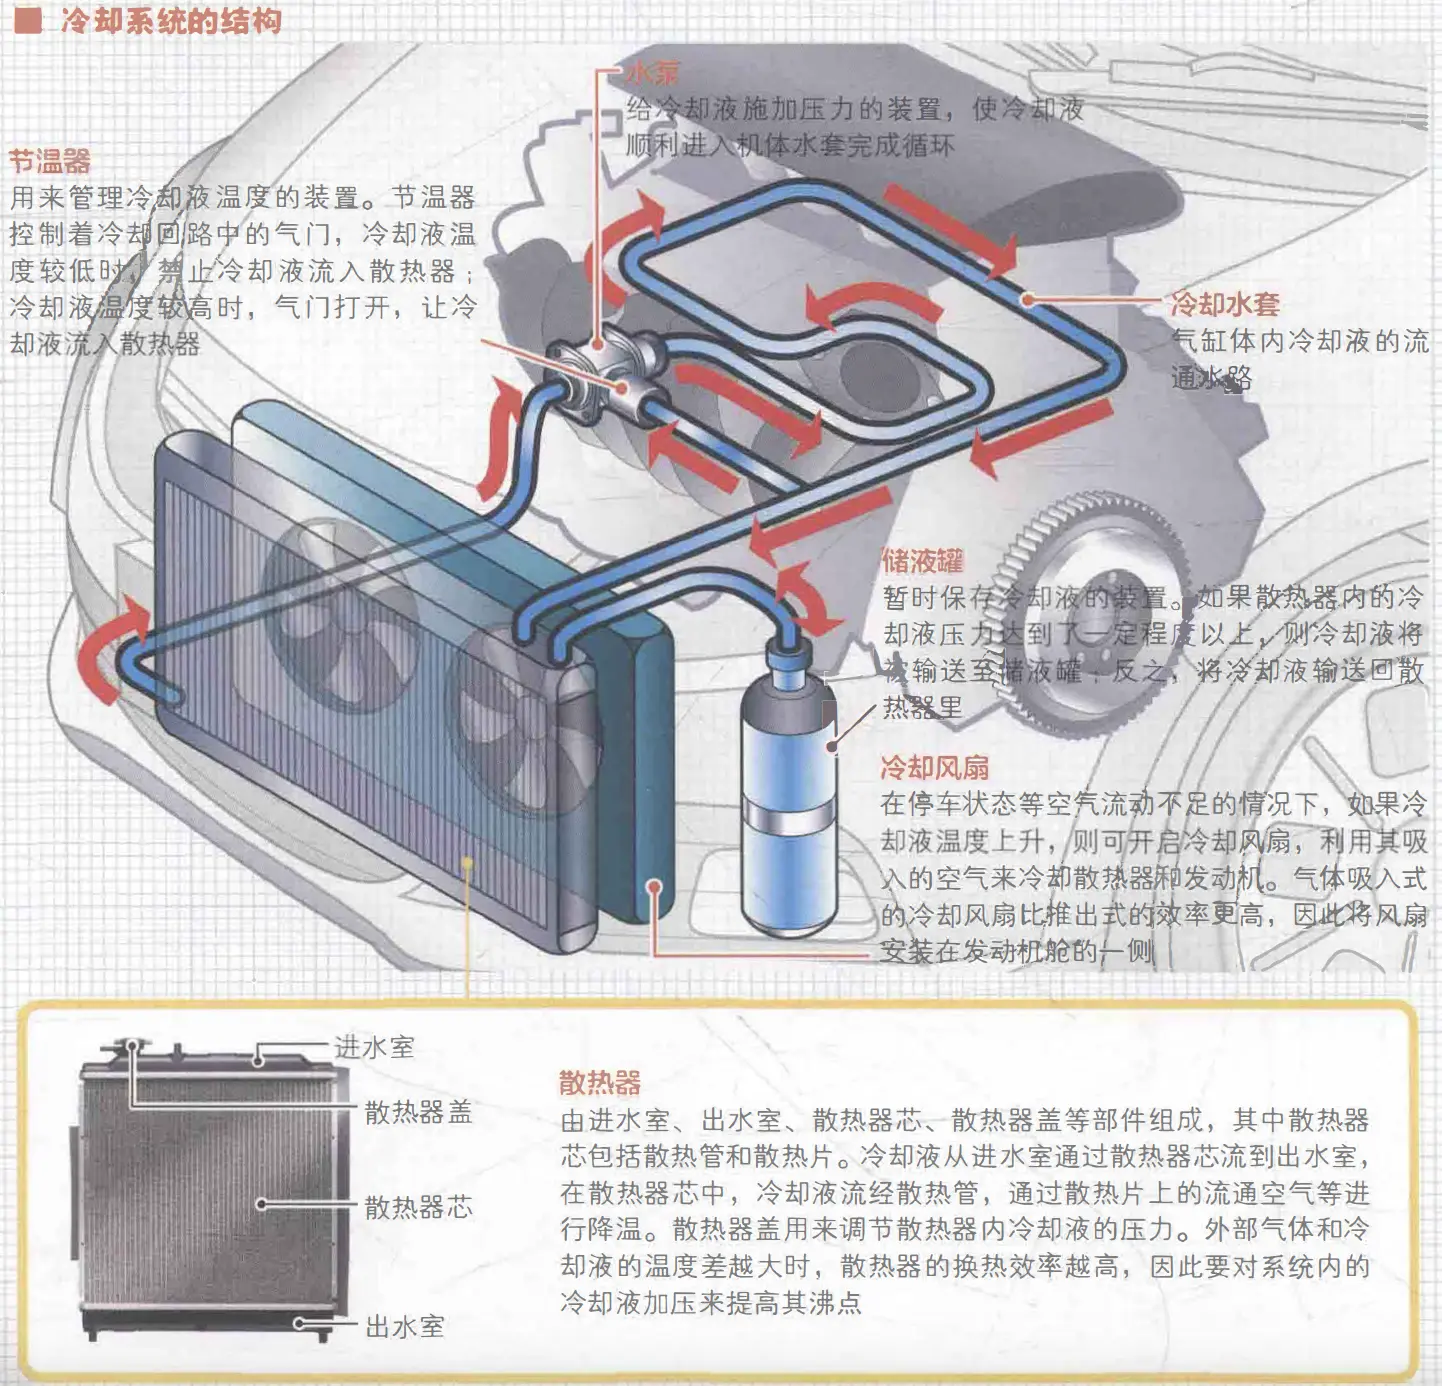 冷却系统的结构
水泵
给冷却液施加压力的装置，使冷却液
顺利进入机体水套完成循环
节温器
用来管理冷却液温度的装置。节温器
控制着冷却回路中的气门，冷却液温
度较低时，禁止冷却液流入散热器；
冷却液温度较高时，气门打开，让冷
却液流入散热器
冷却水套
气缸体内冷却液的流
通水路
储液罐
暂时保存冷却液的装置。如果散热器内的冷
却液压力达到了一定程度以上，则冷却液将
被输送至储液罐；反之，将冷却液输送回散
热器里
冷却风扇
在停车状态等空气流动不足的情况下，如果冷
却液温度上升，则可开启冷却风扇，利用其吸
入的空气来冷却散热器和发动机。气体吸入式
的冷却风扇比推出式的效率更高，因此将风扇
安装在发动机舱的一侧
进水室
散热器盖
散热器芯
出水室
散热器
由进水室、出水室、散热器芯、散热器盖等部件组成，其中散热器
芯包括散热管和散热片。冷却液从进水室通过散热器芯流到出水室，
在散热器芯中，冷却液流经散热管，通过散热片上的流通空气等进
行降温。散热器盖用来调节散热器内冷却液的压力。外部气体和冷
却液的温度差越大时，散热器的换热效率越高，因此要对系统内的
冷却液加压来提高其沸点